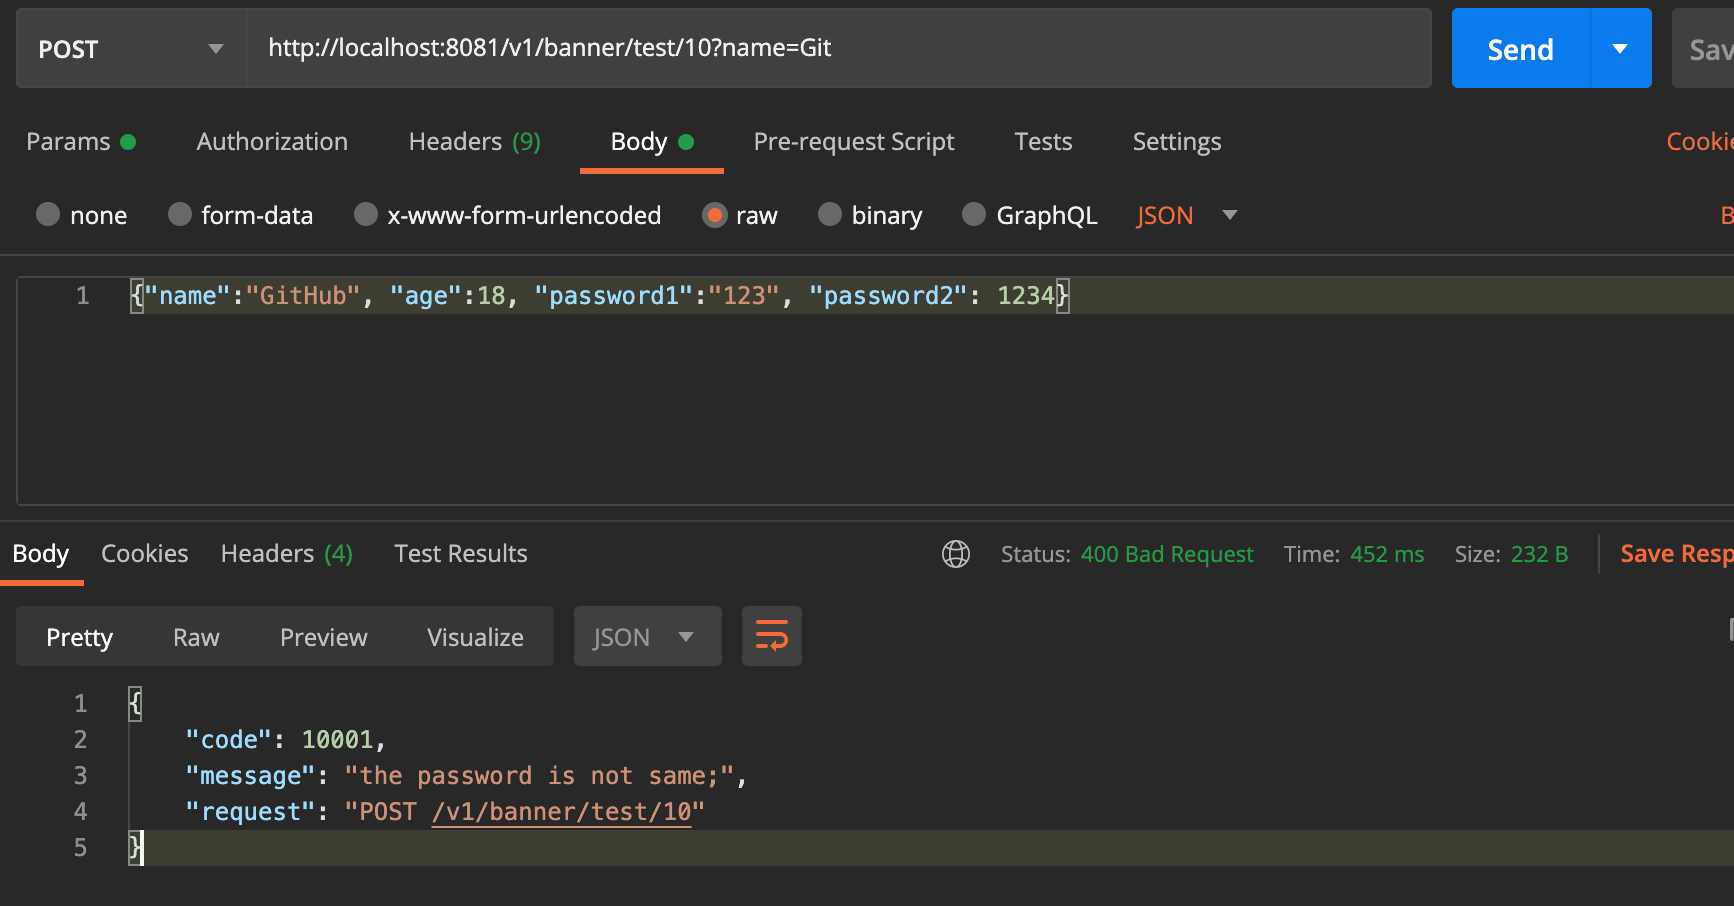 POST http://localhost:8081/v1/banner/test/10?name=Git Send Sav
Params Authorization Headers (9) Body Pre-request Script Tests Settings Cookie
none form-data x-www-form-urlencoded raw binary GraphQL JSON B
1 {"name":"GitHub", "age":18, "password1":"123", "password2": 1234}
Body Cookies Headers (4) Test Results Status: 400 Bad Request Time: 452 ms Size: 232 B Save Resp
Pretty Raw Preview Visualize JSON
1 {
2 "code": 10001,
3 "message": "the password is not same;",
4 "request": "POST /v1/banner/test/10"
5 }